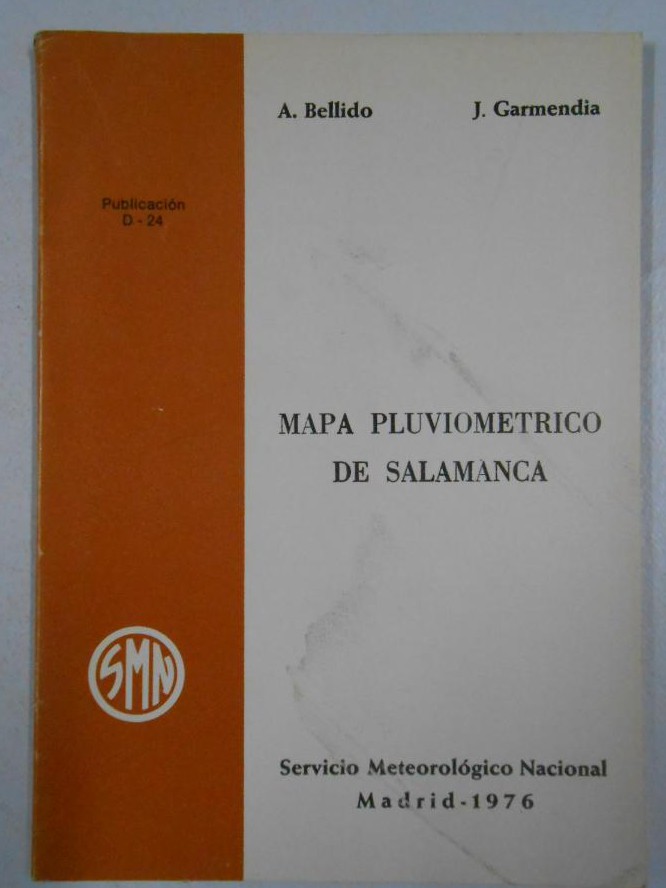 A. Bellido J. Garmendia
Publicación
D - 24
MAPA PLUVIOMETRICO
DE SALAMANCA
SMN
Servicio Meteorológico Nacional
Madrid-1976